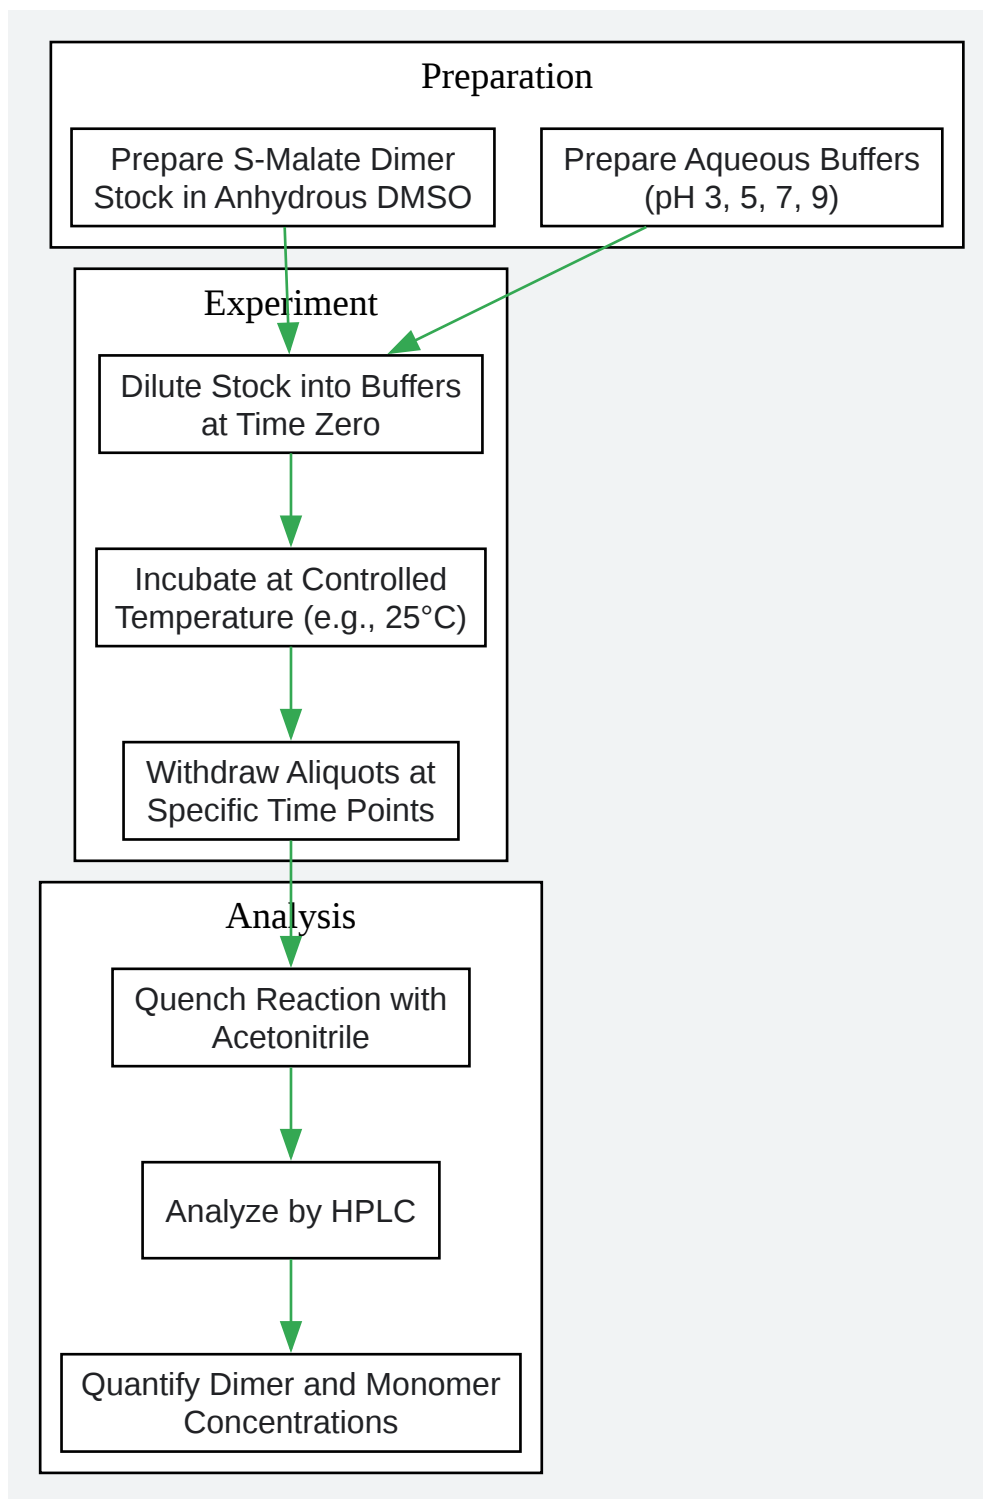 Preparation
Prepare S-Malate Dimer
Stock in Anhydrous DMSO
Prepare Aqueous Buffers
(pH 3, 5, 7, 9)
Experiment
Dilute Stock into Buffers
at Time Zero
Incubate at Controlled
Temperature (e.g., 25°C)
Withdraw Aliquots at
Specific Time Points
Analysis
Quench Reaction with
Acetonitrile
Analyze by HPLC
Quantify Dimer and Monomer
Concentrations